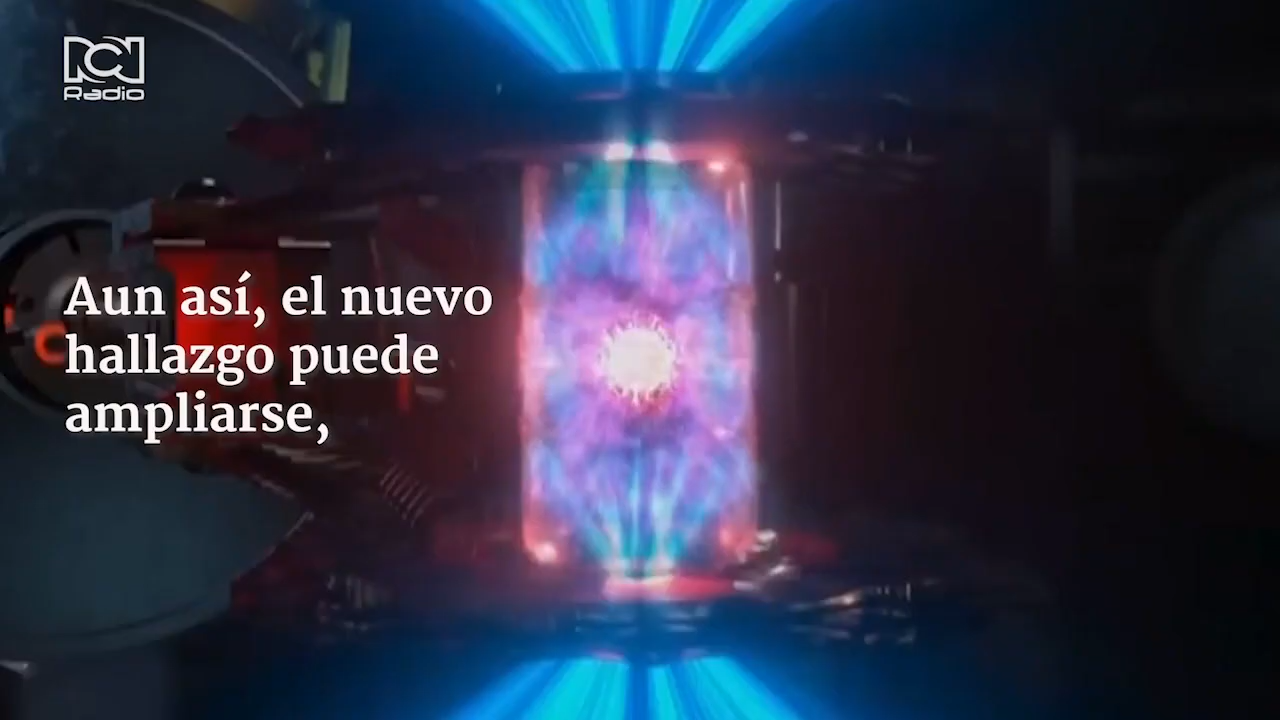 RCN
Radio
Aun así, el nuevo
hallazgo puede
ampliarse,